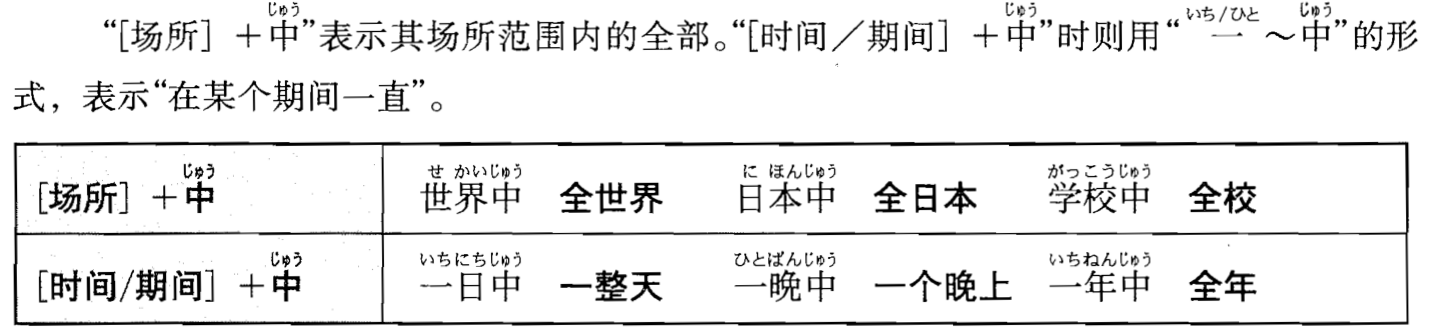 じゅう じゅう いち/ひと じゅう
“[场所]＋中”表示其场所范围内的全部。“[时间／期间]＋中”时则用“一～中”的形
式，表示“在某个期间一直”。
じゅう せかいじゅう にほんじゅう がっこうじゅう
[场所]＋中 世界中 全世界 日本中 全日本 学校中 全校
じゅう いちにちじゅう ひとばんじゅう いちねんじゅう
[时间/期间]＋中 一日中 一整天 一晩中 一个晚上 一年中 全年